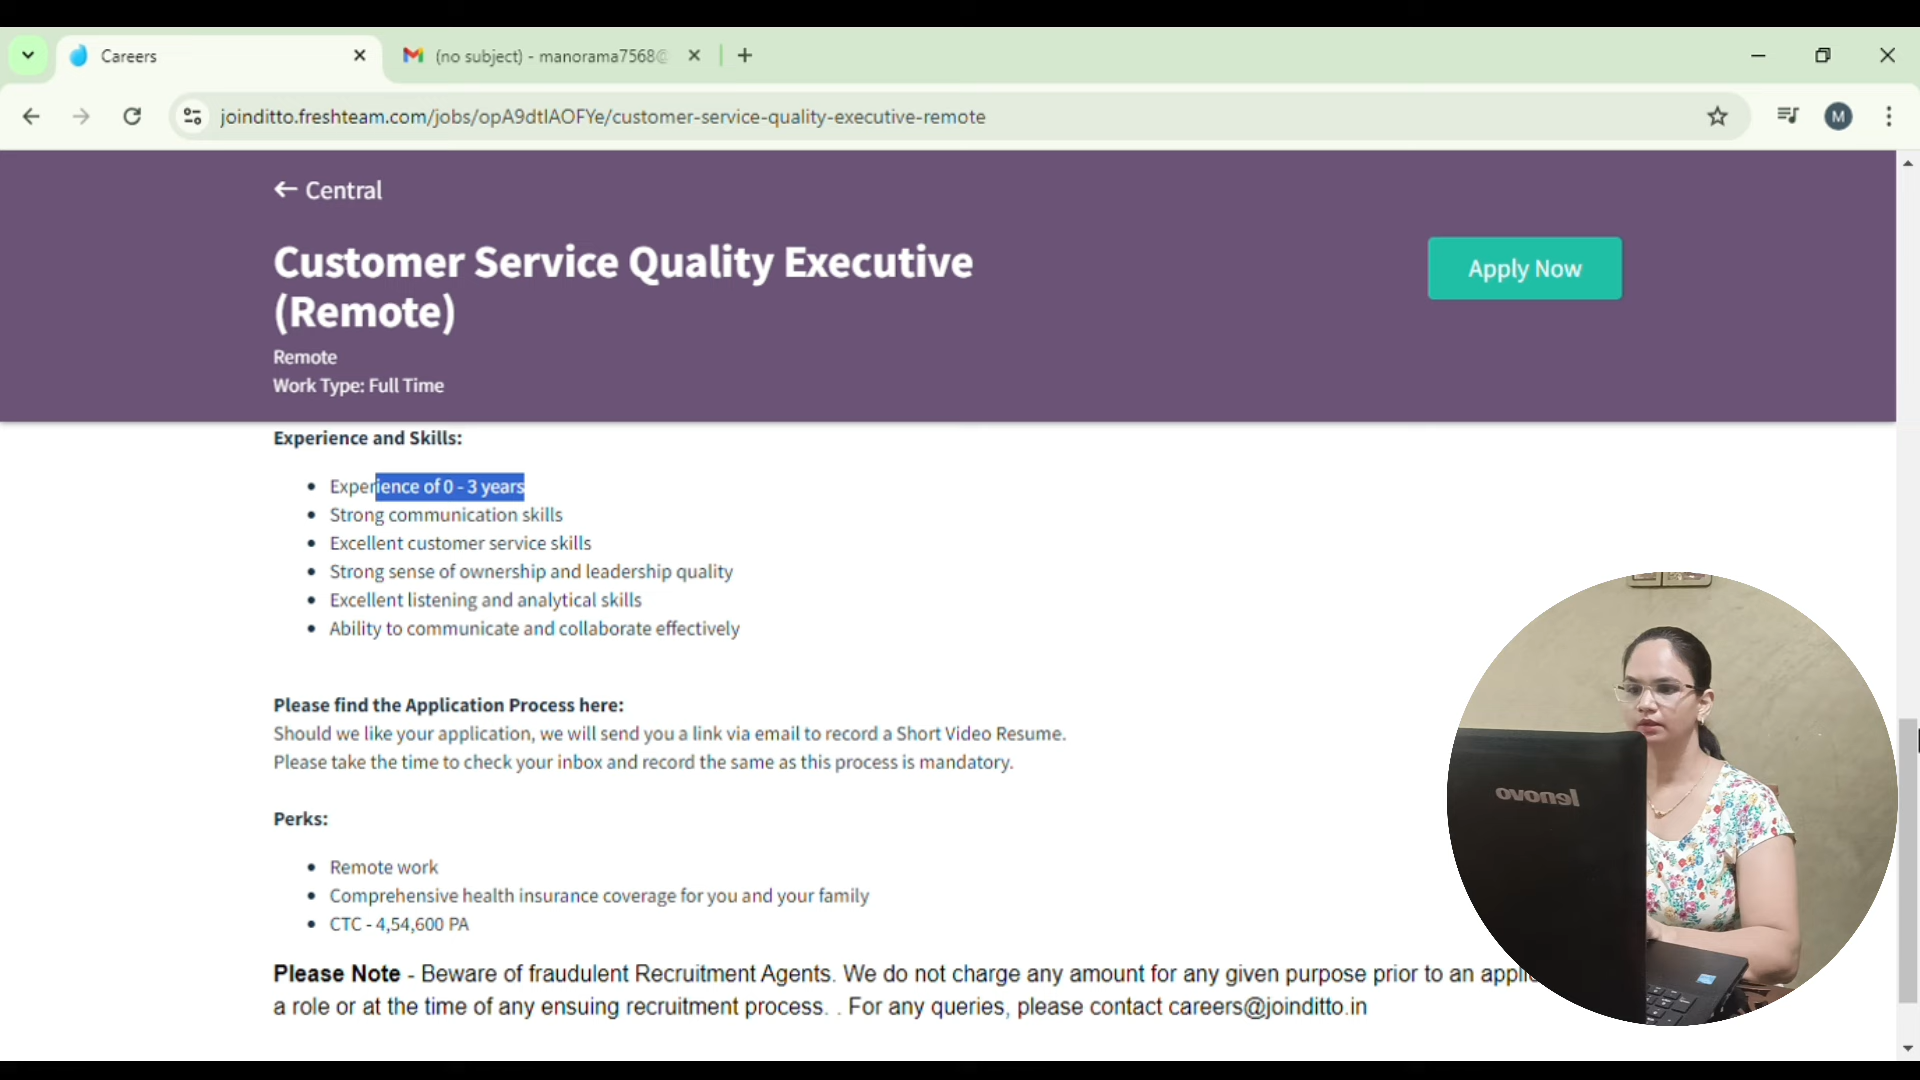 Careers
(no subject) - manorama7568@
joinditto.freshteam.com/jobs/opA9dtIAOFYe/customer-service-quality-executive-remote
M
← Central
Customer Service Quality Executive
(Remote)
Apply Now
Remote
Work Type: Full Time
Experience and Skills:
• Experience of 0 - 3 years
• Strong communication skills
• Excellent customer service skills
• Strong sense of ownership and leadership quality
• Excellent listening and analytical skills
• Ability to communicate and collaborate effectively
Please find the Application Process here:
Should we like your application, we will send you a link via email to record a Short Video Resume.
Please take the time to check your inbox and record the same as this process is mandatory.
Perks:
• Remote work
• Comprehensive health insurance coverage for you and your family
• CTC - 4,54,600 PA
Please Note - Beware of fraudulent Recruitment Agents. We do not charge any amount for any given purpose prior to an
a role or at the time of any ensuing recruitment process. . For any queries, please contact careers@joinditto.in
lenovo